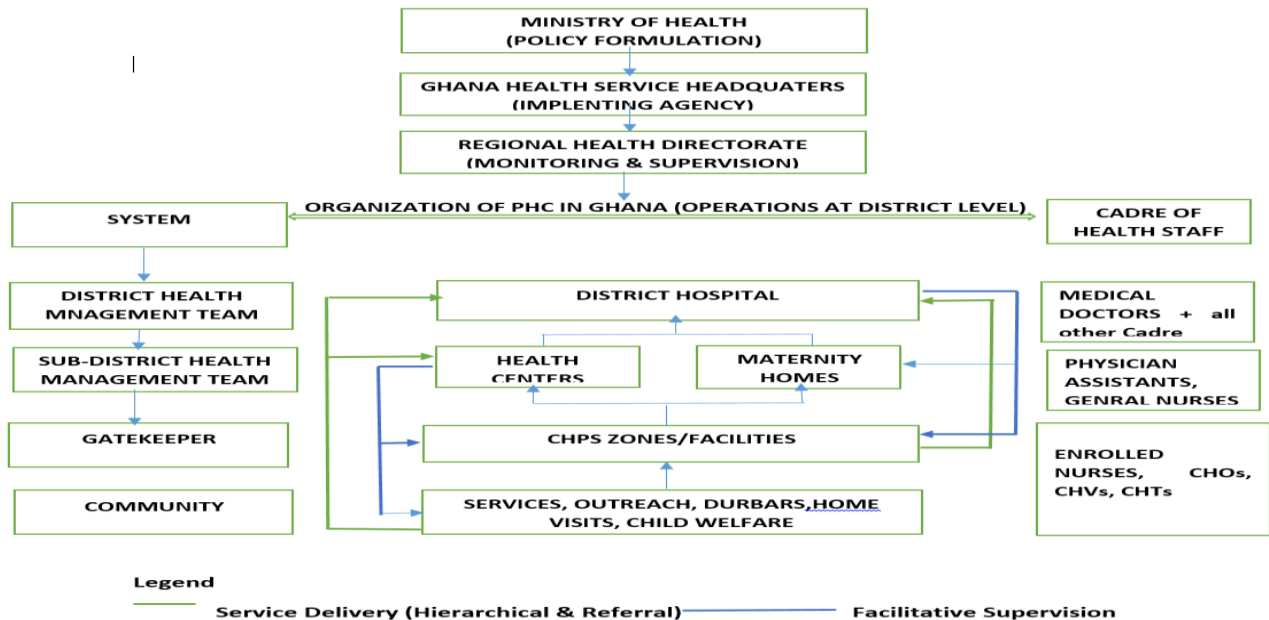 MINISTRY OF HEALTH
(POLICY FORMULATION)
GHANA HEALTH SERVICE HEADQUATERS
(IMPLENTING AGENCY)
REGIONAL HEALTH DIRECTORATE
(MONITORING & SUPERVISION)
ORGANIZATION OF PHC IN GHANA (OPERATIONS AT DISTRICT LEVEL)
SYSTEM
CADRE OF
HEALTH STAFF
DISTRICT HEALTH
MNAGEMENT TEAM
DISTRICT HOSPITAL
MEDICAL
DOCTORS + all
other Cadre
SUB-DISTRICT HEALTH
MANAGEMENT TEAM
HEALTH
CENTERS
MATERNITY
HOMES
PHYSICIAN
ASSISTANTS,
GENRAL NURSES
GATEKEEPER
CHPS ZONES/FACILITIES
ENROLLED
NURSES, CHOs,
CHVs, CHTs
COMMUNITY
SERVICES, OUTREACH, DURBARS,HOME
VISITS, CHILD WELFARE
Legend
Service Delivery (Hierarchical & Referral)
Facilitative Supervision